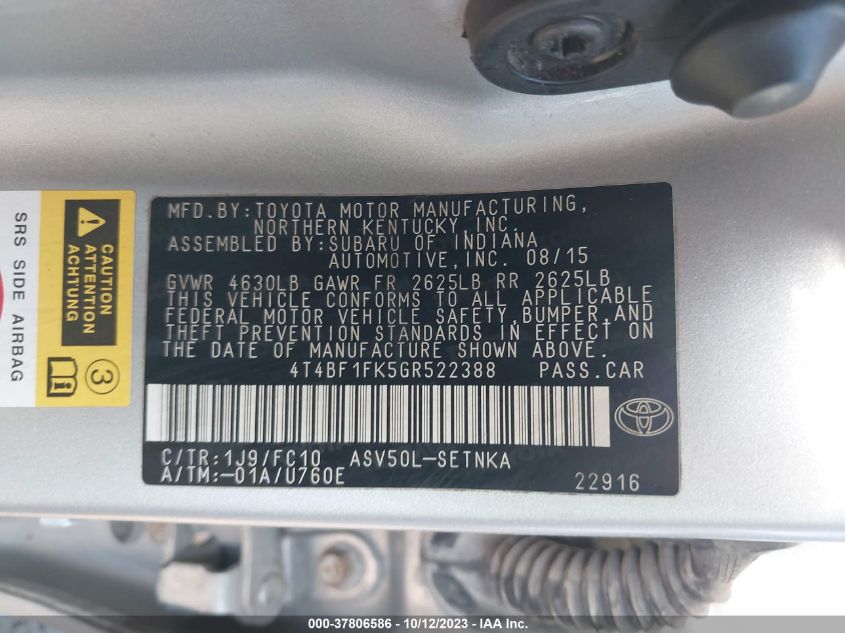 SRS SIDE AIRBAG
CAUTION
ACHTUNG
3
MFD.BY:TOYOTA MOTOR MANUFACTURING,
NORTHERN KENTUCKY,INC.
ASSEMBLED BY:SUBARU OF INDIANA
AUTOMOTIVE,INC. 08/15
GVWR 4630LB GAWR FR 2625LB RR 2625LB
THIS VEHICLE CONFORMS TO ALL APPLICABLE
FEDERAL MOTOR VEHICLE SAFETY,BUMPER,AND
THEFT PREVENTION STANDARDS IN EFFECT ON
THE DATE OF MANUFACTURE SHOWN ABOVE.
4T4BF1FK5GR522388 PASS.CAR
C/TR:1J9/FC10 ASV50L-SETNKA
A/TM:-01A/U760E 22916
000-37806586 - 10/12/2023 - IAA Inc.